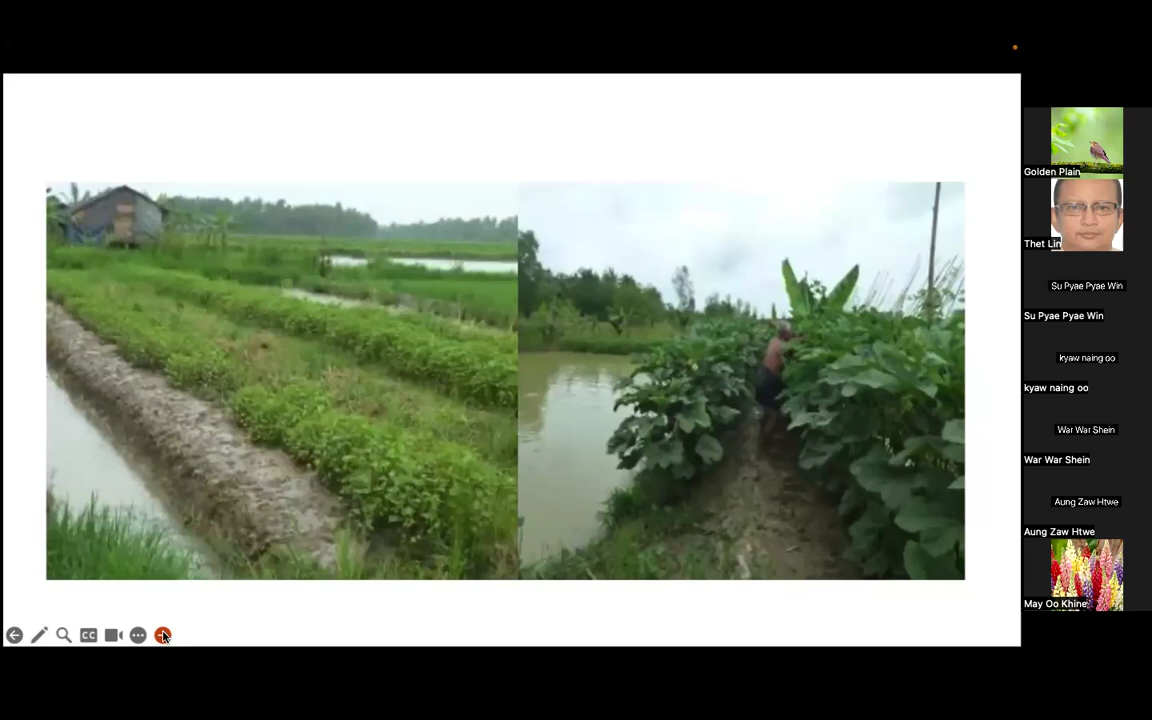 Golden Plain
Thet Lin
Su Pyae Pyae Win
Su Pyae Pyae Win
kyaw naing oo
kyaw naing oo
War War Shein
War War Shein
Aung Zaw Htwe
Aung Zaw Htwe
May Oo Khine
CC